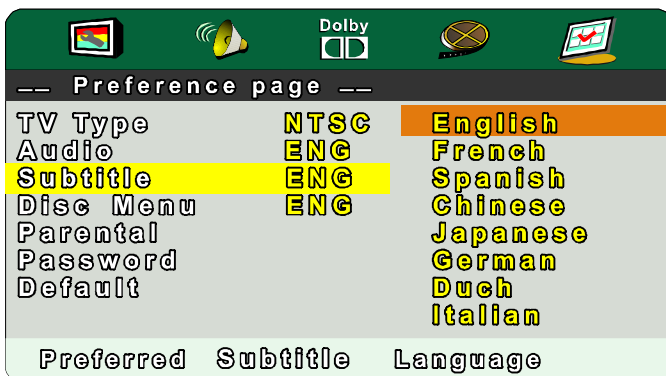 Dolby
-- Preference page --
TV Type NTSC English
Audio ENG French
Subtitle ENG Spanish
Disc Menu ENG Chinese
Parental Japanese
Password German
Default Duch
Italian
Preferred Subtitle Language